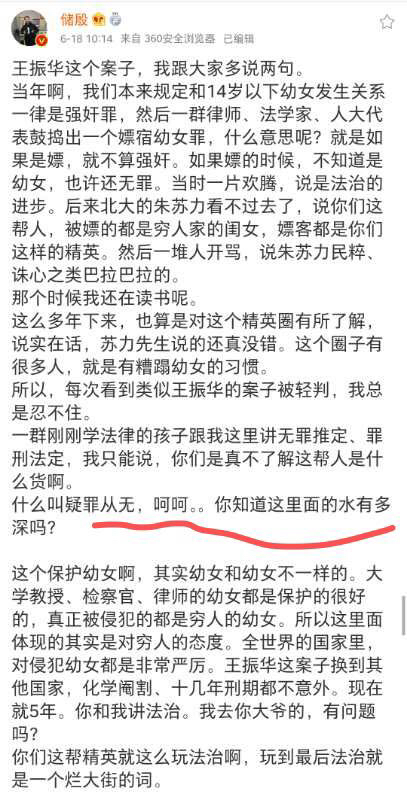 储殷
6-18 10:14 来自 360安全浏览器 已编辑
王振华这个案子，我跟大家多说两句。
当年啊，我们本来规定和14岁以下幼女发生关系
一律是强奸罪，然后一群律师、法学家、人大代
表鼓捣出一个嫖宿幼女罪，什么意思呢？就是如
果是嫖，就不算强奸。如果嫖的时候，不知道是
幼女，也许还无罪。当时一片欢腾，说是法治的
进步。后来北大的朱苏力看不过去了，说你们这
帮人，被嫖的都是穷人家的闺女，嫖客都是你们
这样的精英。然后一堆人开骂，说朱苏力民粹、
诛心之类巴拉巴拉的。
那个时候我还在读书呢。
这么多年下来，也算是对这个精英圈有所了解，
说实在话，苏力先生说的还真没错。这个圈子有
很多人，就是有糟蹋幼女的习惯。
所以，每次看到类似王振华的案子被轻判，我总
是忍不住。
一群刚刚学法律的孩子跟我这里讲无罪推定、罪
刑法定，我只能说，你们是真不了解这帮人是什
么货啊。
什么叫疑罪从无，呵呵。。你知道这里面的水有多
深吗？
这个保护幼女啊，其实幼女和幼女不一样的。大
学教授、检察官、律师的幼女都是保护的很好
的，真正被侵犯的都是穷人的幼女。所以这里面
体现的其实是对穷人的态度。全世界的国家里，
对侵犯幼女都是非常严厉。王振华这案子换到其
他国家，化学阉割、十几年刑期都不意外。现在
就5年。你和我讲法治。我去你大爷的，有问题
吗？
你们这帮精英就这么玩法治啊，玩到最后法治就
是一个烂大街的词。